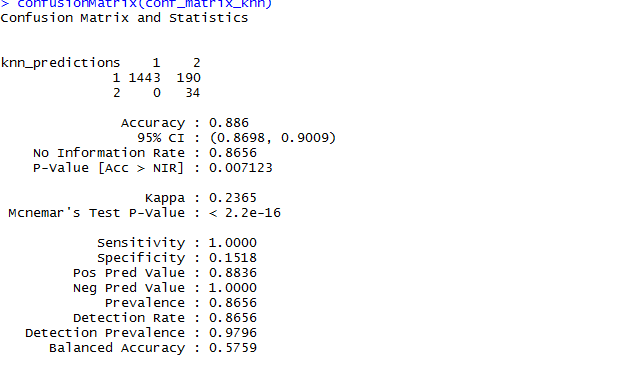 > confusionMatrix(conf_matrix_knn)
Confusion Matrix and Statistics
knn_predictions    1    2
              1 1443  190
              2    0   34
Accuracy : 0.886
95% CI : (0.8698, 0.9009)
No Information Rate : 0.8656
P-Value [Acc > NIR] : 0.007123
Kappa : 0.2365
Mcnemar's Test P-Value : < 2.2e-16
Sensitivity : 1.0000
Specificity : 0.1518
Pos Pred Value : 0.8836
Neg Pred Value : 1.0000
Prevalence : 0.8656
Detection Rate : 0.8656
Detection Prevalence : 0.9796
Balanced Accuracy : 0.5759